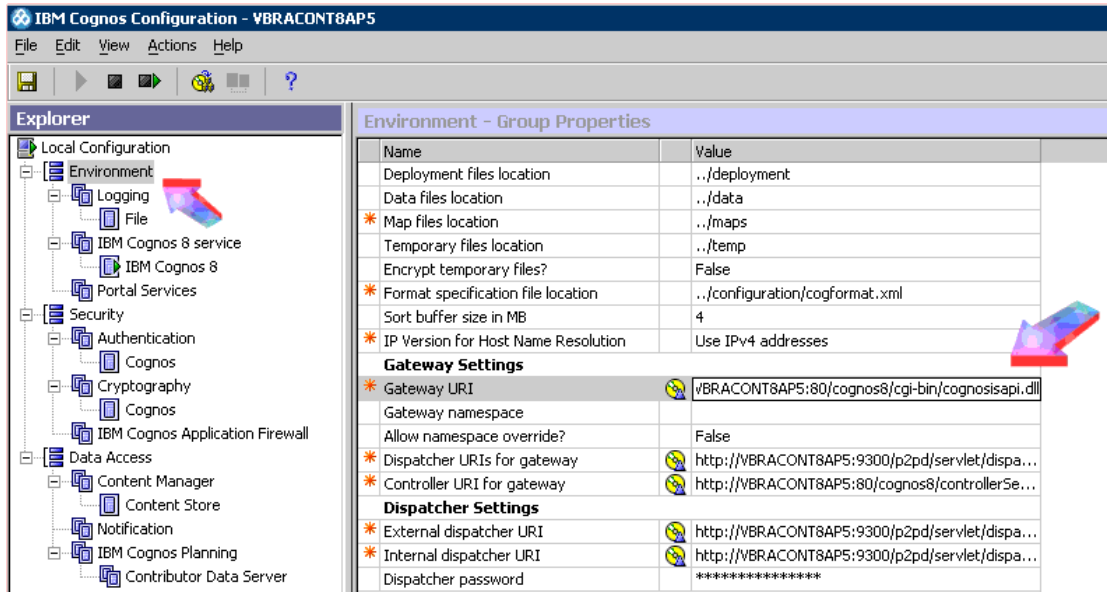 IBM Cognos Configuration - VBRACONT8AP5
File Edit View Actions Help
Explorer
Local Configuration
Environment
Logging
File
IBM Cognos 8 service
IBM Cognos 8
Portal Services
Security
Authentication
Cognos
Cryptography
Cognos
IBM Cognos Application Firewall
Data Access
Content Manager
Content Store
Notification
IBM Cognos Planning
Contributor Data Server
Environment - Group Properties
Name Value
Deployment files location ../deployment
Data files location ../data
* Map files location ../maps
Temporary files location ../temp
Encrypt temporary files? False
* Format specification file location ../configuration/cogformat.xml
Sort buffer size in MB 4
* IP Version for Host Name Resolution Use IPv4 addresses
Gateway Settings
* Gateway URI VBRACONT8AP5:80/cognos8/cgi-bin/cognosisapi.dll
Gateway namespace
Allow namespace override? False
* Dispatcher URIs for gateway http://VBRACONT8AP5:9300/p2pd/servlet/dispa...
* Controller URI for gateway http://VBRACONT8AP5:80/cognos8/controllerSe...
Dispatcher Settings
* External dispatcher URI http://VBRACONT8AP5:9300/p2pd/servlet/dispa...
* Internal dispatcher URI http://VBRACONT8AP5:9300/p2pd/servlet/dispa...
Dispatcher password ***************